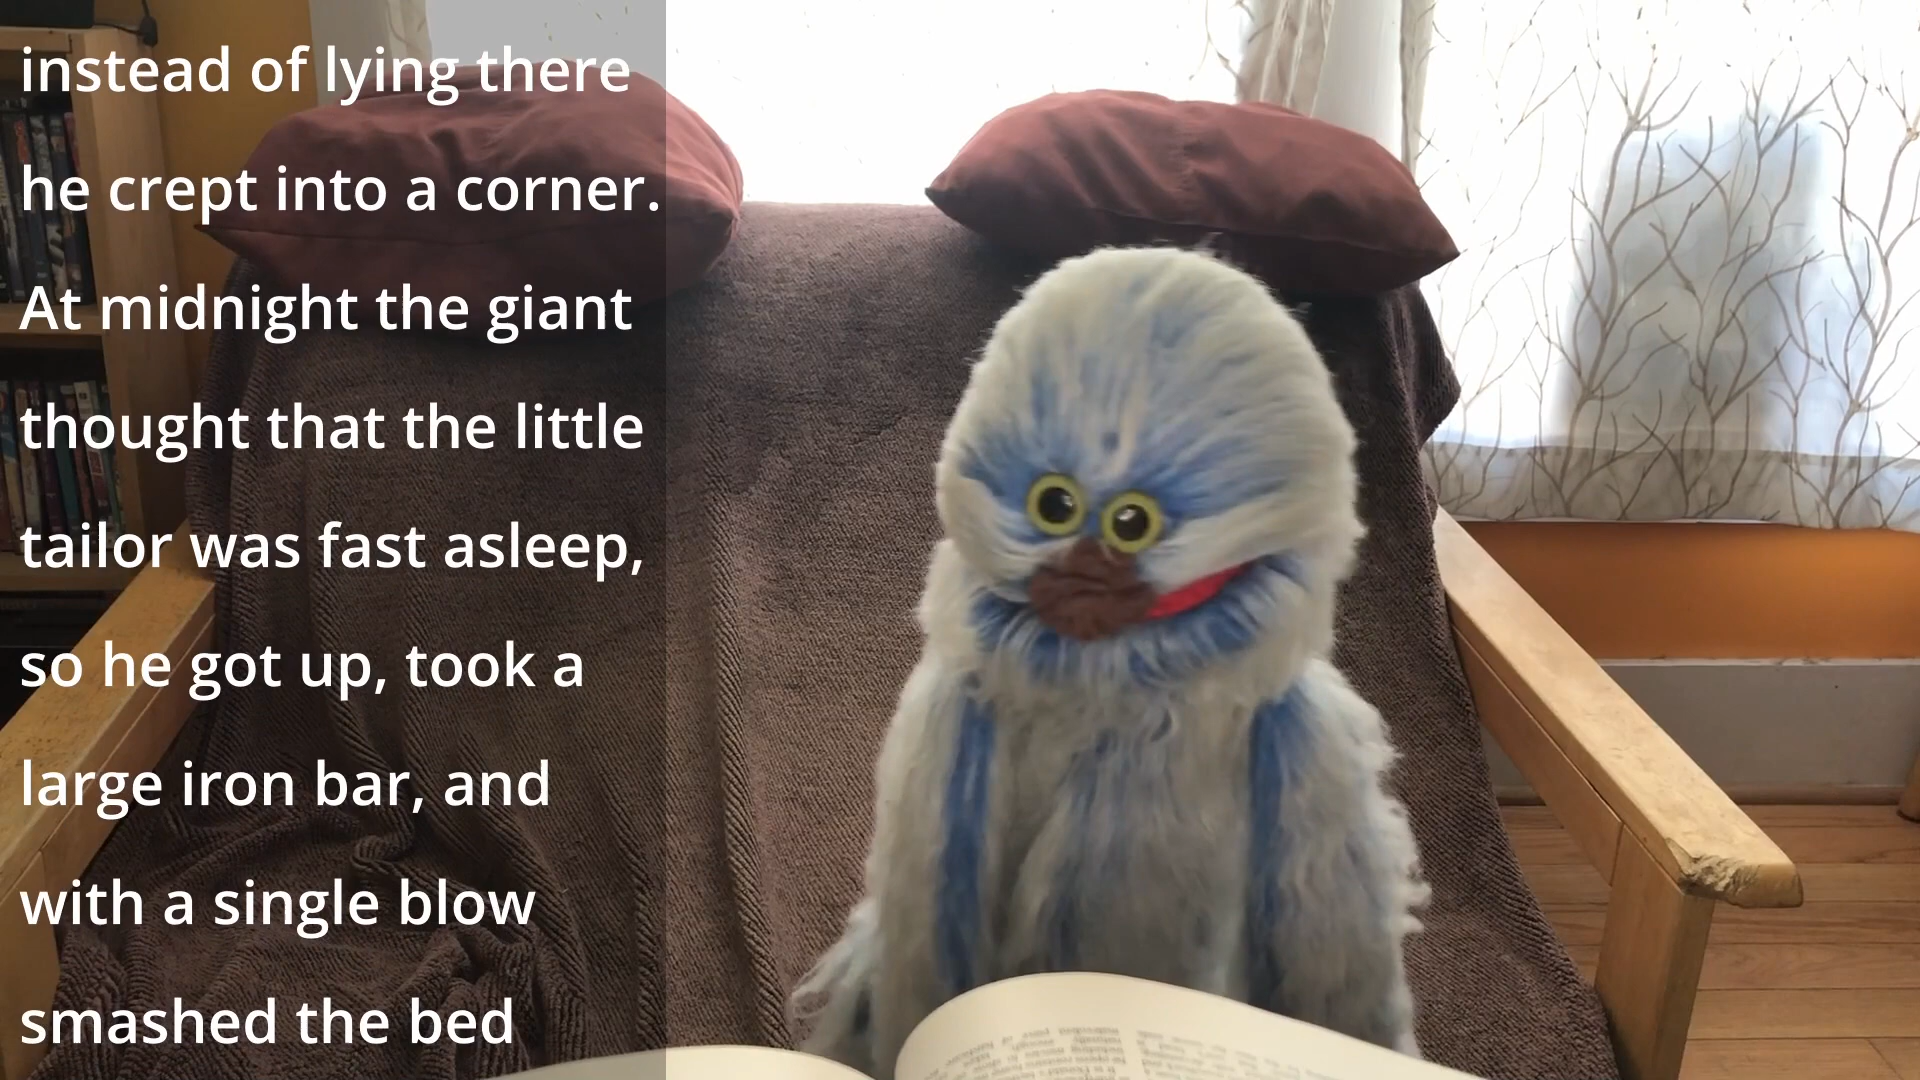 instead of lying there
he crept into a corner.
At midnight the giant
thought that the little
tailor was fast asleep,
so he got up, took a
large iron bar, and
with a single blow
smashed the bed